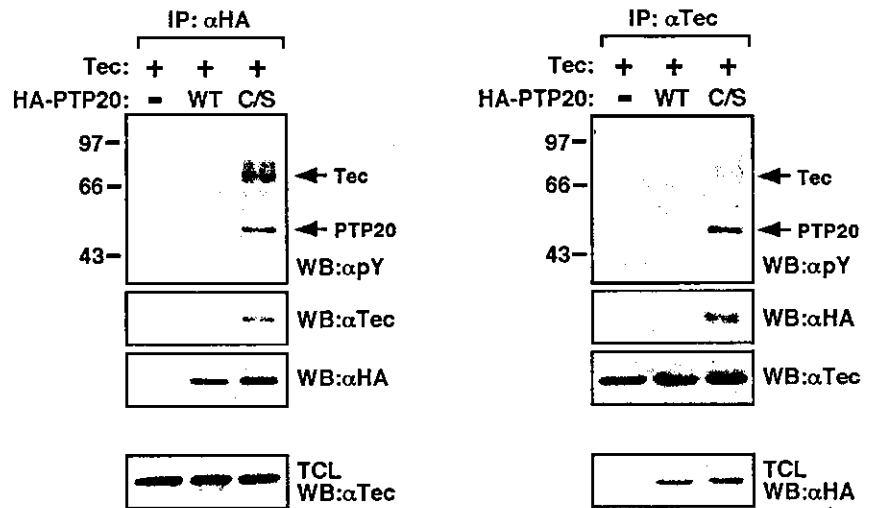 IP: αHA
Tec: + + +
HA-PTP20: - WT C/S
97
66
43
Tec
PTP20
WB:αpY
WB:αTec
WB:αHA
TCL
WB:αTec
IP: αTec
Tec: + + +
HA-PTP20: - WT C/S
97
66
43
Tec
PTP20
WB:αpY
WB:αHA
WB:αTec
TCL
WB:αHA